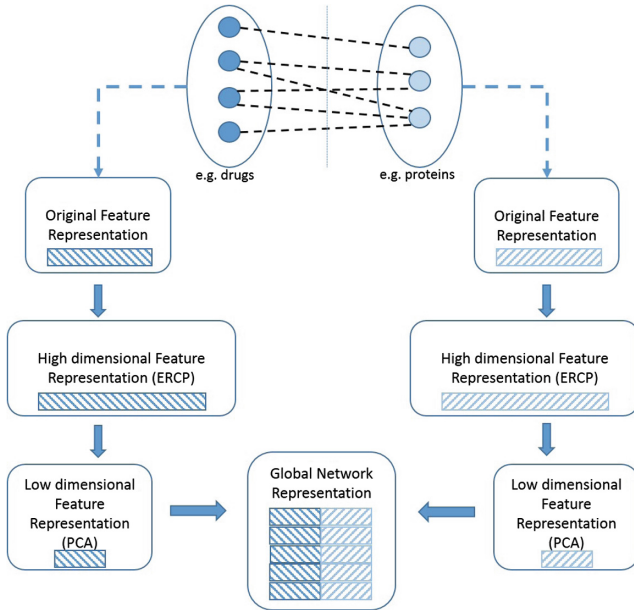 e.g. drugs
e.g. proteins
Original Feature
Representation
Original Feature
Representation
High dimensional Feature
Representation (ERCP)
High dimensional Feature
Representation (ERCP)
Low dimensional
Feature
Representation
(PCA)
Global Network
Representation
Low dimensional
Feature
Representation
(PCA)